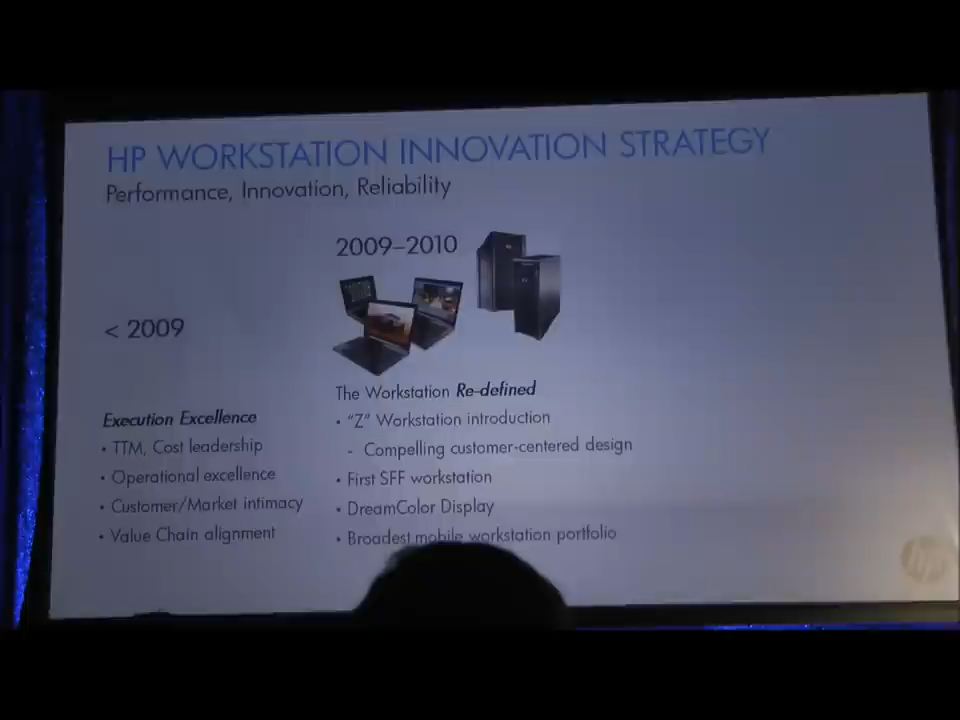 HP WORKSTATION INNOVATION STRATEGY
Performance, Innovation, Reliability
< 2009
Execution Excellence
• TTM, Cost leadership
• Operational excellence
• Customer/Market intimacy
• Value Chain alignment
2009–2010
The Workstation Re-defined
• "Z" Workstation introduction
- Compelling customer-centered design
• First SFF workstation
• DreamColor Display
• Broadest mobile workstation portfolio
hp